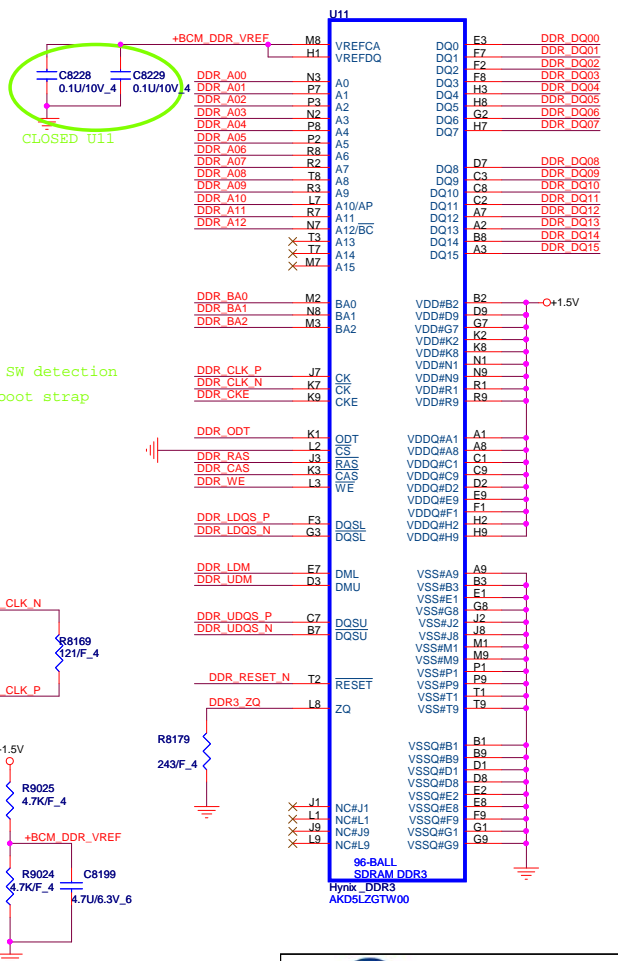 U11
+BCM_DDR_VREF M8 VREFCA DQ0 E3 DDR_DQ00
H1 VREFDQ DQ1 F7 DDR_DQ01
DQ2 F2 DDR_DQ02
C8228 C8229 DDR_A00 N3 A0 DQ3 F8 DDR_DQ03
0.1U/10V_4 0.1U/10V_4 DDR_A01 P7 A1 DQ4 H3 DDR_DQ04
DDR_A02 P3 A2 DQ5 H8 DDR_DQ05
DDR_A03 N2 A3 DQ6 G2 DDR_DQ06
DDR_A04 P8 A4 DQ7 H7 DDR_DQ07
CLOSED U11 DDR_A05 P2 A5
DDR_A06 R8 A6
DDR_A07 R2 A7 DQ8 D7 DDR_DQ08
DDR_A08 T8 A8 DQ9 C3 DDR_DQ09
DDR_A09 R3 A9 DQ10 C8 DDR_DQ10
DDR_A10 L7 A10/AP DQ11 C2 DDR_DQ11
DDR_A11 R7 A11 DQ12 A7 DDR_DQ12
DDR_A12 N7 A12/BC DQ13 A2 DDR_DQ13
T3 A13 DQ14 B8 DDR_DQ14
T7 A14 DQ15 A3 DDR_DQ15
M7 A15
DDR_BA0 M2 BA0 VDD#B2 B2 +1.5V
DDR_BA1 N8 BA1 VDD#D9 D9
DDR_BA2 M3 BA2 VDD#G7 G7
VDD#K2 K2
VDD#K8 K8
VDD#N1 N1
SW detection DDR_CLK_P J7 CK VDD#N9 N9
DDR_CLK_N K7 CK VDD#R1 R1
boot strap DDR_CKE K9 CKE VDD#R9 R9
DDR_ODT K1 ODT VDDQ#A1 A1
L2 CS VDDQ#A8 A8
DDR_RAS J3 RAS VDDQ#C1 C1
DDR_CAS K3 CAS VDDQ#C9 C9
DDR_WE L3 WE VDDQ#D2 D2
VDDQ#E9 E9
VDDQ#F1 F1
DDR_LDQS_P F3 DQSL VDDQ#H2 H2
DDR_LDQS_N G3 DQSL VDDQ#H9 H9
DDR_LDM E7 DML VSS#A9 A9
DDR_UDM D3 DMU VSS#B3 B3
VSS#E1 E1
_CLK_N VSS#G8 G8
DDR_UDQS_P C7 DQSU VSS#J2 J2
DDR_UDQS_N B7 DQSU VSS#J8 J8
R8169 VSS#M1 M1
121/F_4 VSS#M9 M9
VSS#P1 P1
DDR_RESET_N T2 RESET VSS#P9 P9
_CLK_P VSS#T1 T1
DDR3_ZQ L8 ZQ VSS#T9 T9
R8179
243/F_4
+1.5V VSSQ#B1 B1
VSSQ#B9 B9
VSSQ#D1 D1
VSSQ#D8 D8
R9025 VSSQ#E2 E2
4.7K/F_4 J1 NC#J1 VSSQ#E8 E8
L1 NC#L1 VSSQ#F9 F9
+BCM_DDR_VREF J9 NC#J9 VSSQ#G1 G1
L9 NC#L9 VSSQ#G9 G9
96-BALL
R9024 C8199 SDRAM DDR3
4.7K/F_4 4.7U/6.3V_6 Hynix_DDR3
AKD5LZGTW00